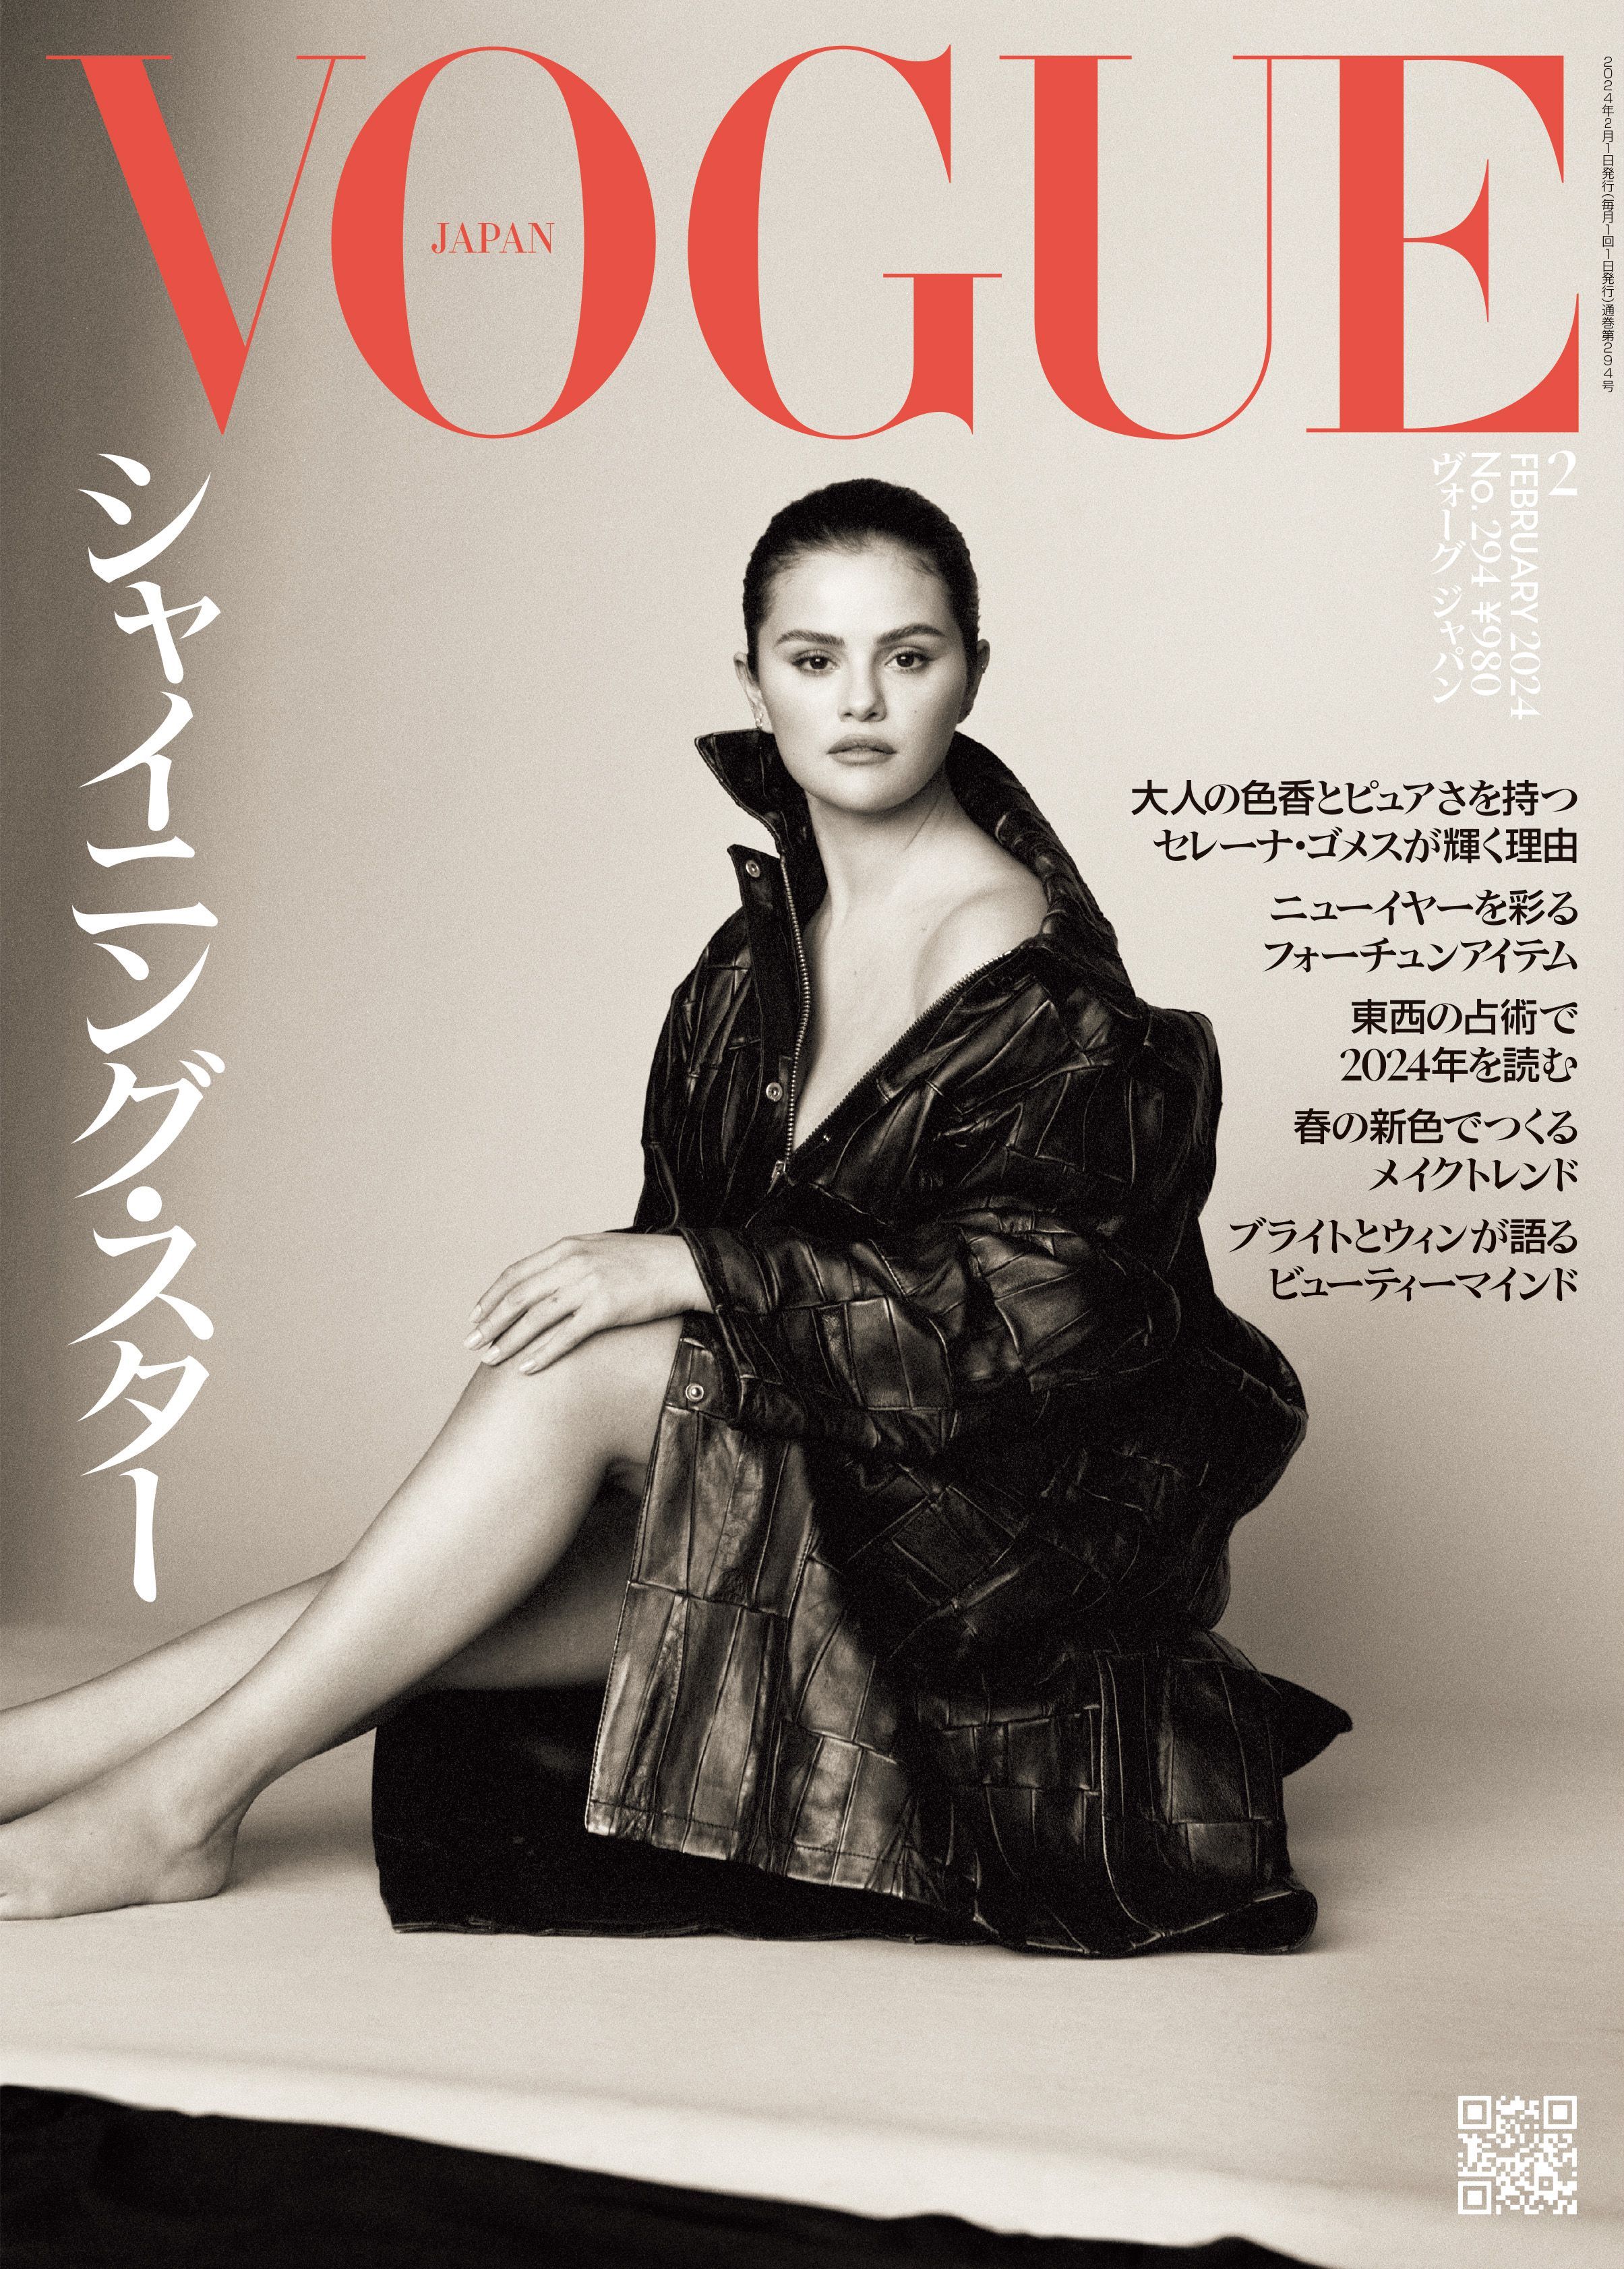 VOGUE
JAPAN
2024年2月1日発行(毎月1回1日発行)通巻第294号
2
FEBRUARY 2024
No. 294 ¥980
ヴォーグ ジャパン
シャイニング・スター
大人の色香とピュアさを持つ
セレーナ・ゴメスが輝く理由
ニューイヤーを彩る
フォーチュンアイテム
東西の占術で
2024年を読む
春の新色でつくる
メイクトレンド
ブライトとウィンが語る
ビューティーマインド